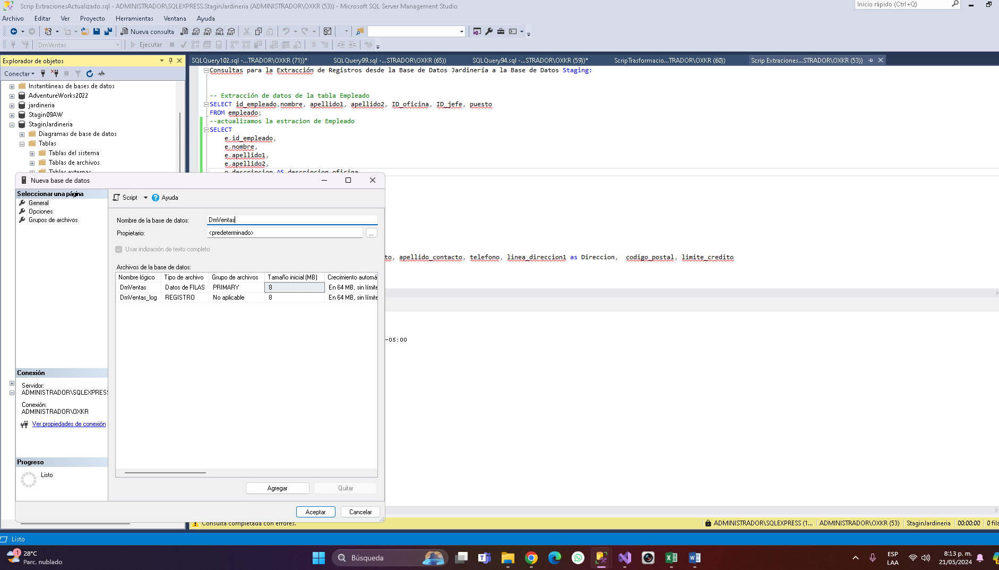 Scrip ExtracionesActualizado.sql - ADMINISTRADOR\SQLEXPRESS.StaginJardineria (ADMINISTRADOR\OXKR (53)) - Microsoft SQL Server Management Studio
Inicio rápido (Ctrl+Q)
Archivo Editar Ver Proyecto Herramientas Ventana Ayuda
Nueva consulta
MDX DMX XMLA DAX
DmVentas
Ejecutar
Explorador de objetos
Conectar
Instantáneas de bases de datos
AdventureWorks2022
jardineria
Stagin09AW
StaginJardineria
Diagramas de base de datos
Tablas
Tablas del sistema
Tablas de archivos
Tablas externas
SQLQuery102.sql -...TRADOR\OXKR (71))*
SQLQuery99.sql -...STRADOR\OXKR (65))
SQLQuery94.sql -...STRADOR\OXKR (59))*
ScripTrasformacio...TRADOR\OXKR (60))
Scrip Extraciones...STRADOR\OXKR (53))
Consultas para la Extracción de Registros desde la Base de Datos Jardinería a la Base de Datos Staging:
-- Extracción de datos de la tabla Empleado
SELECT id_empleado,nombre, apellido1, apellido2, ID_oficina, ID_jefe, puesto
FROM empleado;
--actualizamos la estracion de Empleado
SELECT
e.id_empleado,
e.nombre,
e.apellido1,
e.apellido2,
o.descripcion AS descripcion_oficina
to, apellido_contacto, telefono, linea_direccion1 as Direccion, codigo_postal, limite_credito
-05:00
Nueva base de datos
Seleccionar una página
General
Opciones
Grupos de archivos
Script
Ayuda
Nombre de la base de datos: DmVentas
Propietario: <predeterminado>
...
Usar indización de texto completo
Archivos de la base de datos:
Nombre lógico Tipo de archivo Grupo de archivos Tamaño inicial (MB) Crecimiento automá
DmVentas Datos de FILAS PRIMARY 8 En 64 MB, sin límite
DmVentas_log REGISTRO No aplicable 8 En 64 MB, sin límite
Conexión
Servidor:
ADMINISTRADOR\SQLEXPRESS
Conexión:
ADMINISTRADOR\OXKR
Ver propiedades de conexión
Progreso
Listo
Agregar Quitar
Aceptar Cancelar
Consulta completada con errores.
ADMINISTRADOR\SQLEXPRESS (1... ADMINISTRADOR\OXKR (53) StaginJardineria 00:00:00 0 fila
Listo
1
28°C
Parc. nublado
Búsqueda
ESP
LAA
8:13 p. m.
21/05/2024